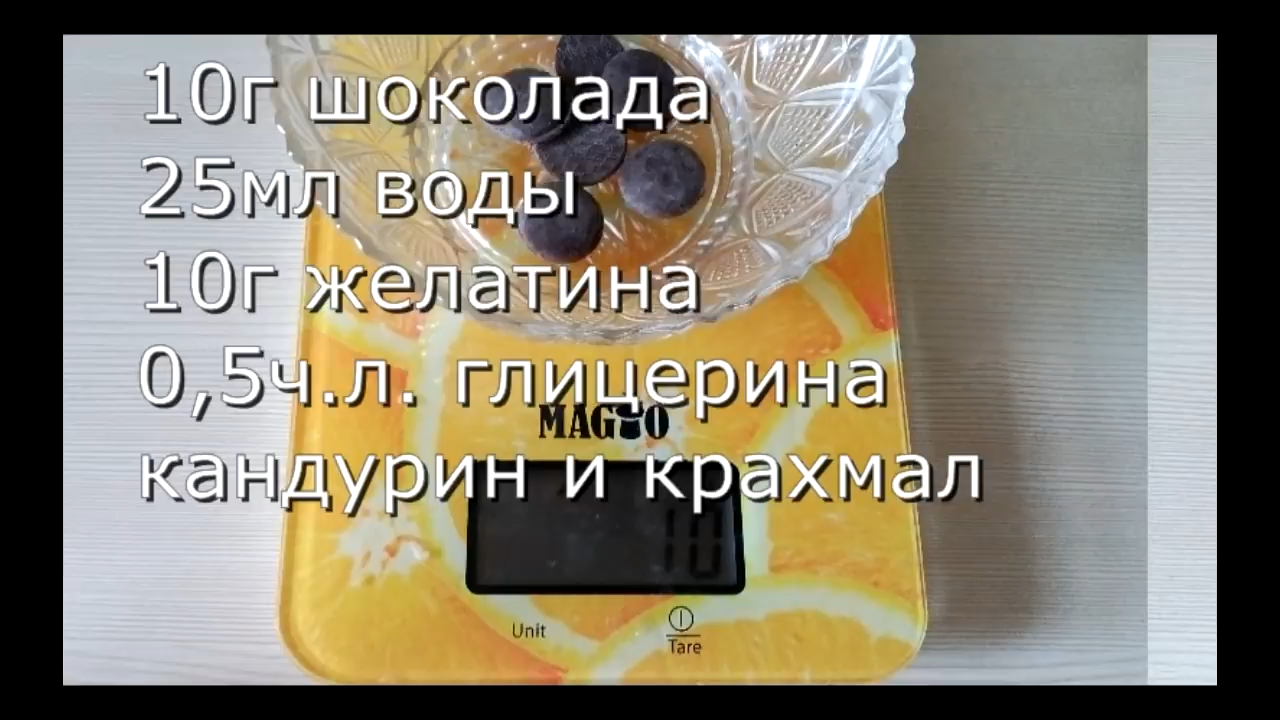 10г шоколада
25мл воды
10г желатина
0,5ч.л. глицерина
MAGIO
кандурин и крахмал
10
Unit
Tare